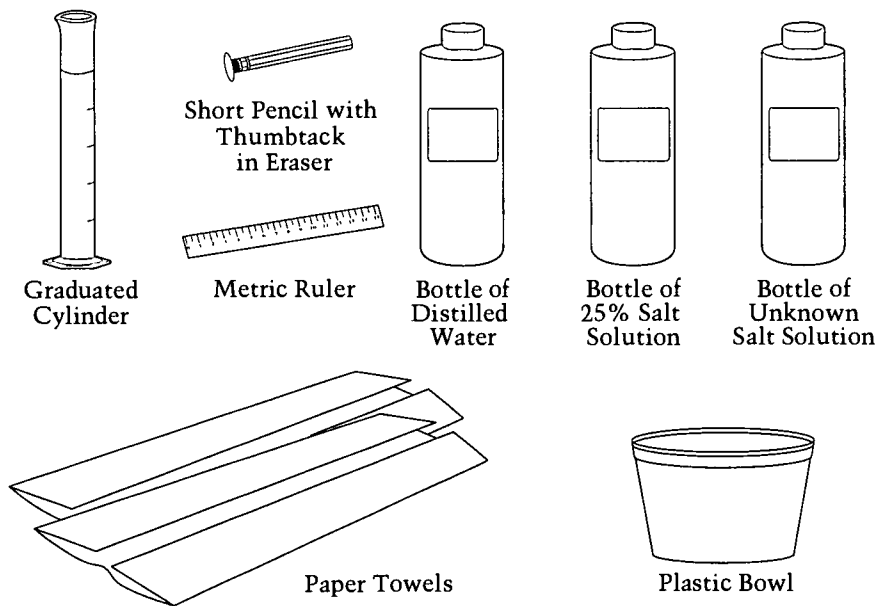 Short Pencil with
Thumbtack
in Eraser
Graduated
Cylinder
Metric Ruler
Bottle of
Distilled
Water
Bottle of
25% Salt
Solution
Bottle of
Unknown
Salt Solution
Paper Towels
Plastic Bowl